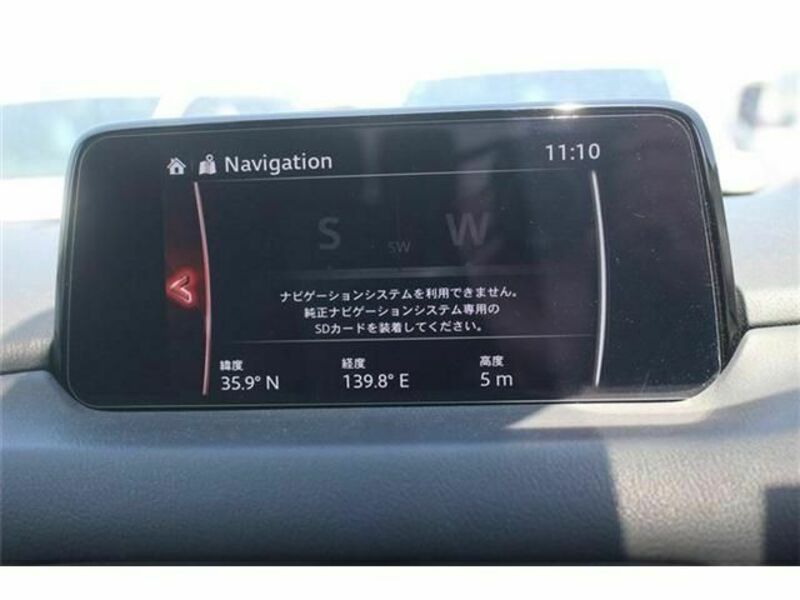 Navigation 11:10
S SW W
ナビゲーションシステムを利用できません。
純正ナビゲーションシステム専用の
SDカードを装着してください。
緯度 経度 高度
35.9° N 139.8° E 5 m